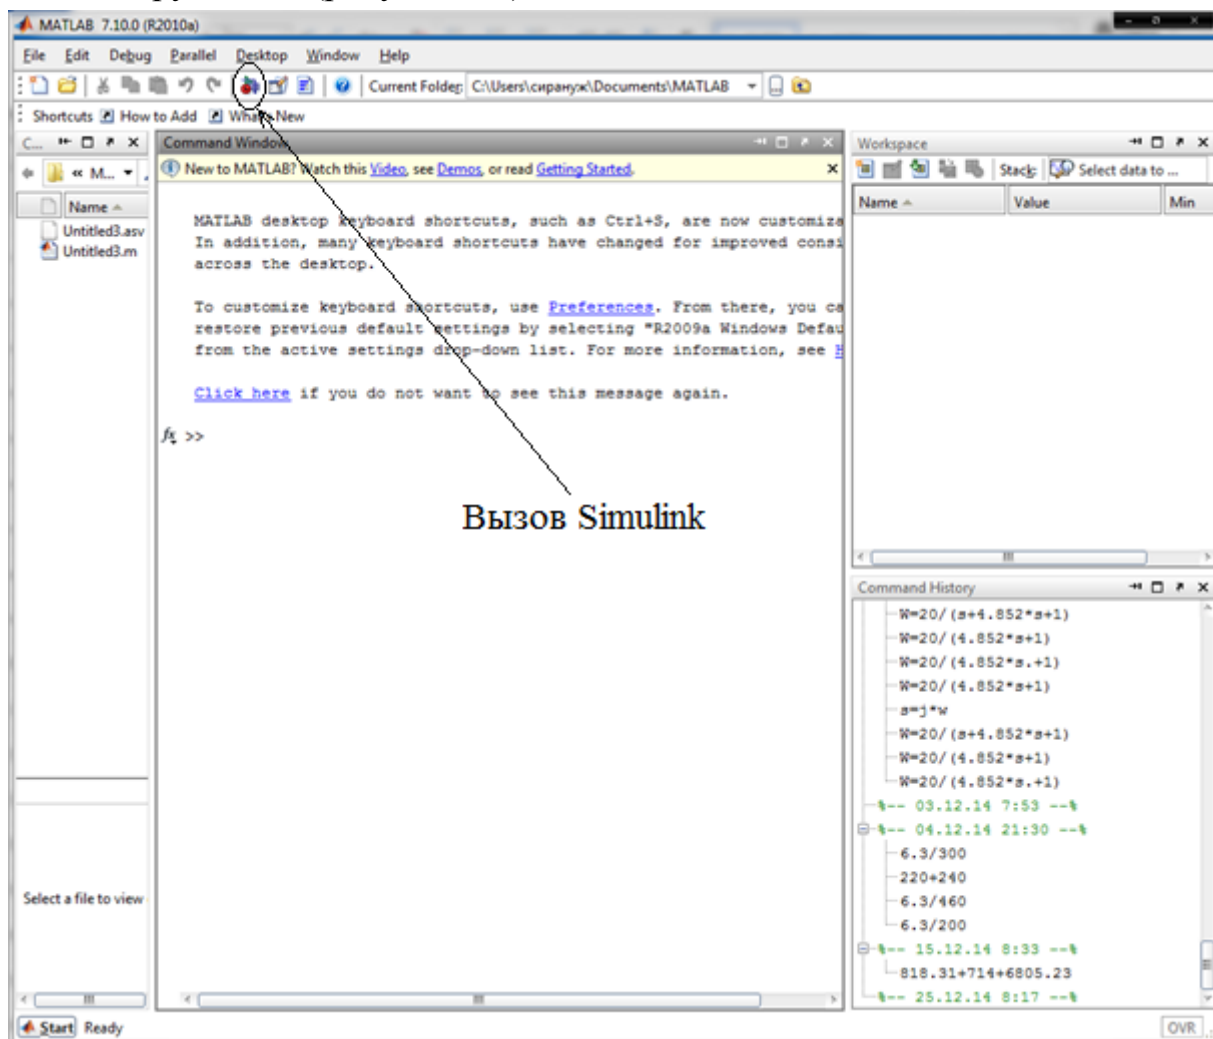 MATLAB 7.10.0 (R2010a)
File Edit Debug Parallel Desktop Window Help
Current Folder: C:\Users\сирануж\Documents\MATLAB
Shortcuts How to Add What's New
C...
« M...
Name
Untitled3.asv
Untitled3.m
Select a file to view
Command Window
New to MATLAB? Watch this Video, see Demos, or read Getting Started.
MATLAB desktop keyboard shortcuts, such as Ctrl+S, are now customiza
In addition, many keyboard shortcuts have changed for improved consi
across the desktop.
To customize keyboard shortcuts, use Preferences. From there, you ca
restore previous default settings by selecting "R2009a Windows Defau
from the active settings drop-down list. For more information, see H
Click here if you do not want to see this message again.
fx >>
Вызов Simulink
Workspace
Stack: Select data to ...
Name Value Min
Command History
W=20/(s+4.852*s+1)
W=20/(4.852*s+1)
W=20/(4.852*s.+1)
W=20/(4.852*s+1)
s=j*w
W=20/(s+4.852*s+1)
W=20/(4.852*s+1)
W=20/(4.852*s.+1)
%-- 03.12.14 7:53 --%
%-- 04.12.14 21:30 --%
6.3/300
220+240
6.3/460
6.3/200
%-- 15.12.14 8:33 --%
818.31+714+6805.23
%-- 25.12.14 8:17 --%
Start Ready
OVR